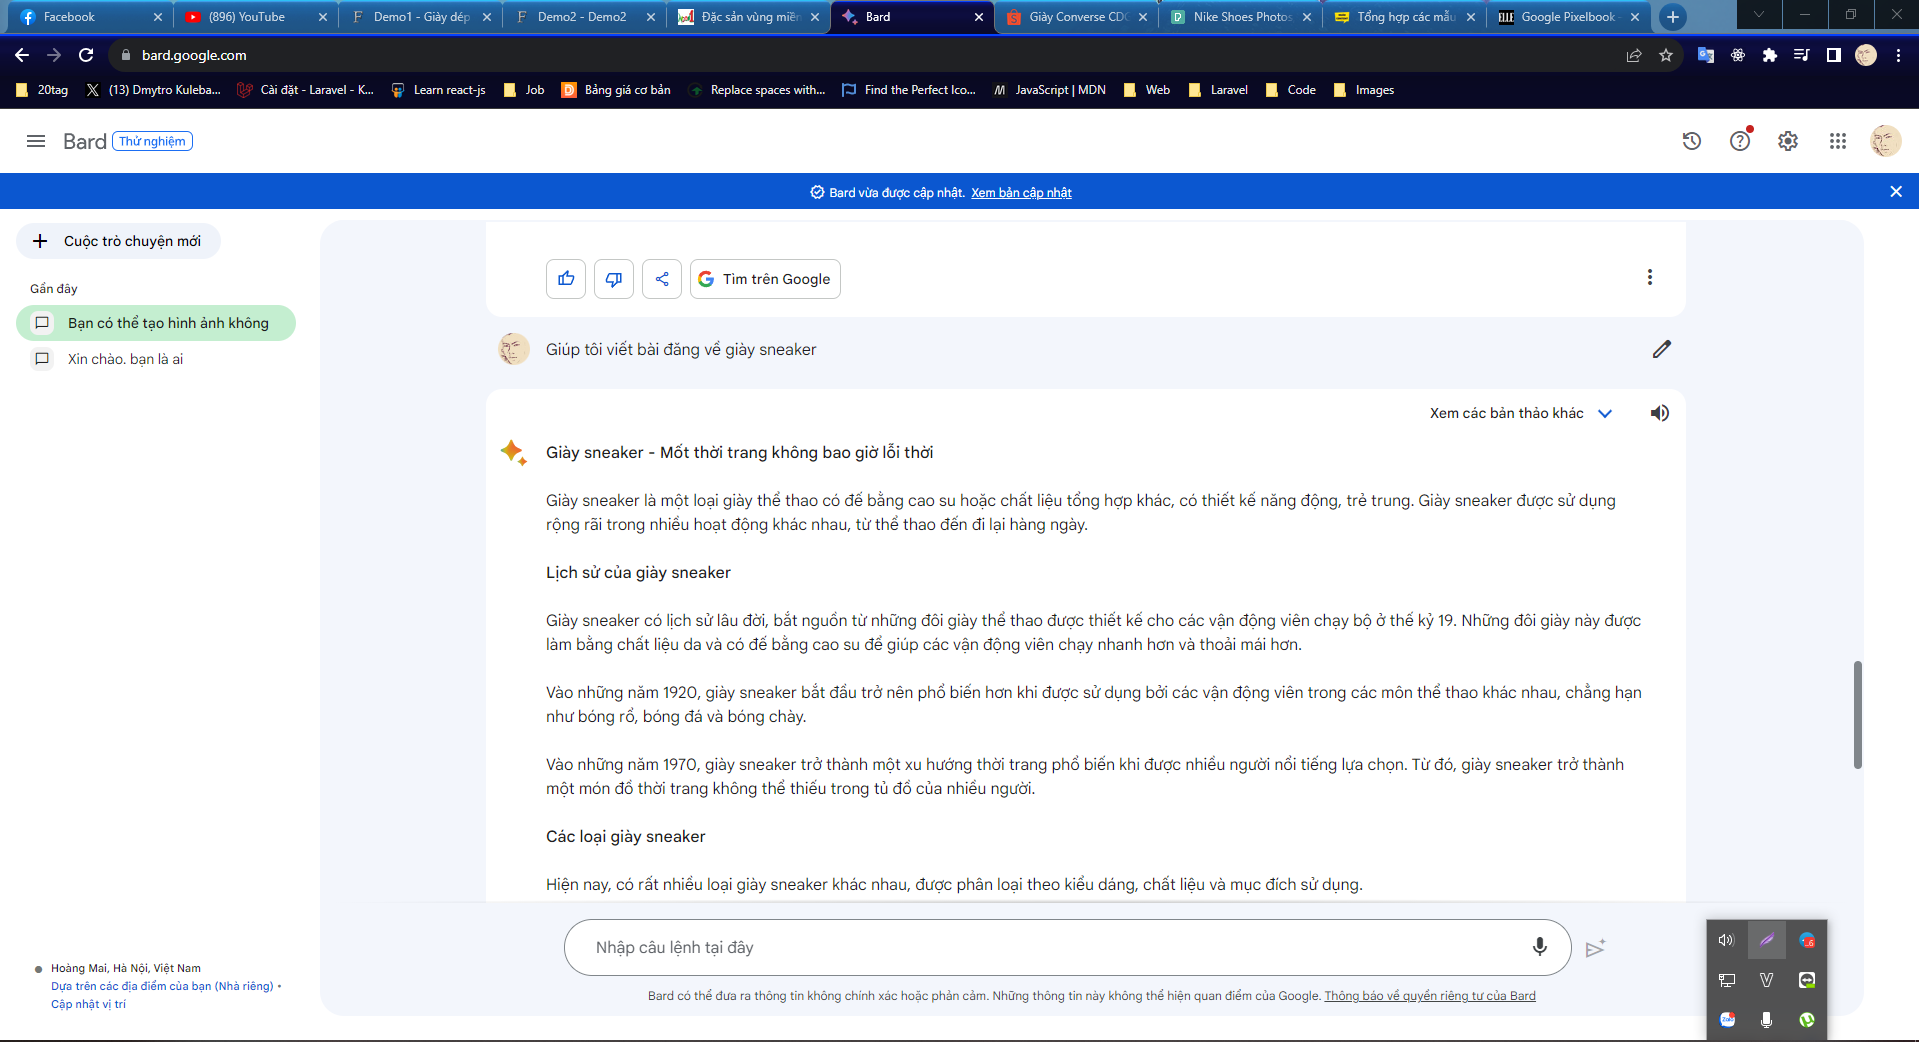 Facebook
(896) YouTube
Demo1 - Giày dép
Demo2 - Demo2
Đặc sản vùng miền
Bard
Giày Converse CDG
Nike Shoes Photos,
Tổng hợp các mẫu
ELLE
Google Pixelbook -
bard.google.com
20tag
(13) Dmytro Kuleba...
Cài đặt - Laravel - K...
Learn react-js
Job
Bảng giá cơ bản
Replace spaces with...
Find the Perfect Ico...
JavaScript | MDN
Web
Laravel
Code
Images
Bard
Thử nghiệm
Bard vừa được cập nhật. Xem bản cập nhật
Cuộc trò chuyện mới
Gần đây
Bạn có thể tạo hình ảnh không
Xin chào. bạn là ai
Tìm trên Google
Giúp tôi viết bài đăng về giày sneaker
Xem các bản thảo khác
Giày sneaker - Mốt thời trang không bao giờ lỗi thời
Giày sneaker là một loại giày thể thao có đế bằng cao su hoặc chất liệu tổng hợp khác, có thiết kế năng động, trẻ trung. Giày sneaker được sử dụng
rộng rãi trong nhiều hoạt động khác nhau, từ thể thao đến đi lại hàng ngày.
Lịch sử của giày sneaker
Giày sneaker có lịch sử lâu đời, bắt nguồn từ những đôi giày thể thao được thiết kế cho các vận động viên chạy bộ ở thế kỷ 19. Những đôi giày này được
làm bằng chất liệu da và có đế bằng cao su để giúp các vận động viên chạy nhanh hơn và thoải mái hơn.
Vào những năm 1920, giày sneaker bắt đầu trở nên phổ biến hơn khi được sử dụng bởi các vận động viên trong các môn thể thao khác nhau, chẳng hạn
như bóng rổ, bóng đá và bóng chày.
Vào những năm 1970, giày sneaker trở thành một xu hướng thời trang phổ biến khi được nhiều người nổi tiếng lựa chọn. Từ đó, giày sneaker trở thành
một món đồ thời trang không thể thiếu trong tủ đồ của nhiều người.
Các loại giày sneaker
Hiện nay, có rất nhiều loại giày sneaker khác nhau, được phân loại theo kiểu dáng, chất liệu và mục đích sử dụng.
Nhập câu lệnh tại đây
Bard có thể đưa ra thông tin không chính xác hoặc phản cảm. Những thông tin này không thể hiện quan điểm của Google. Thông báo về quyền riêng tư của Bard
Hoàng Mai, Hà Nội, Việt Nam
Dựa trên các địa điểm của bạn (Nhà riêng) •
Cập nhật vị trí